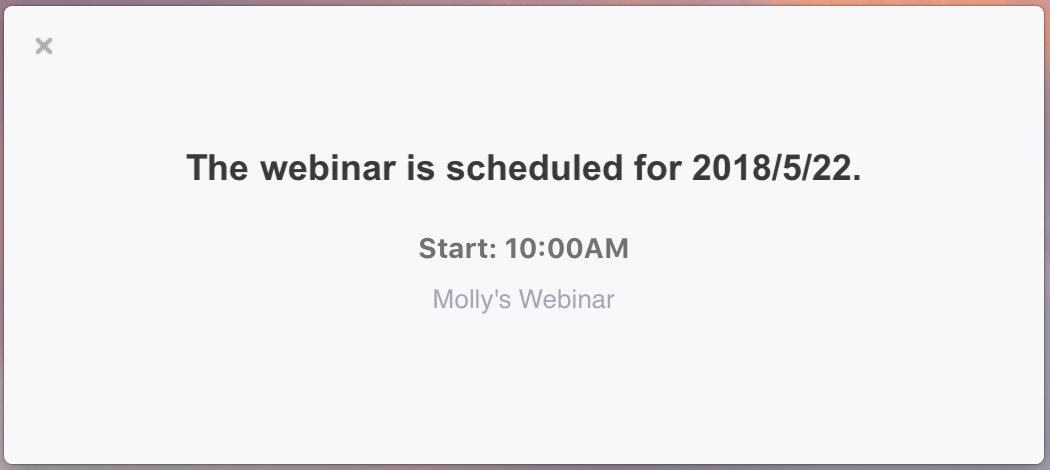 The webinar is scheduled for 2018/5/22.
Start: 10:00AM
Molly's Webinar